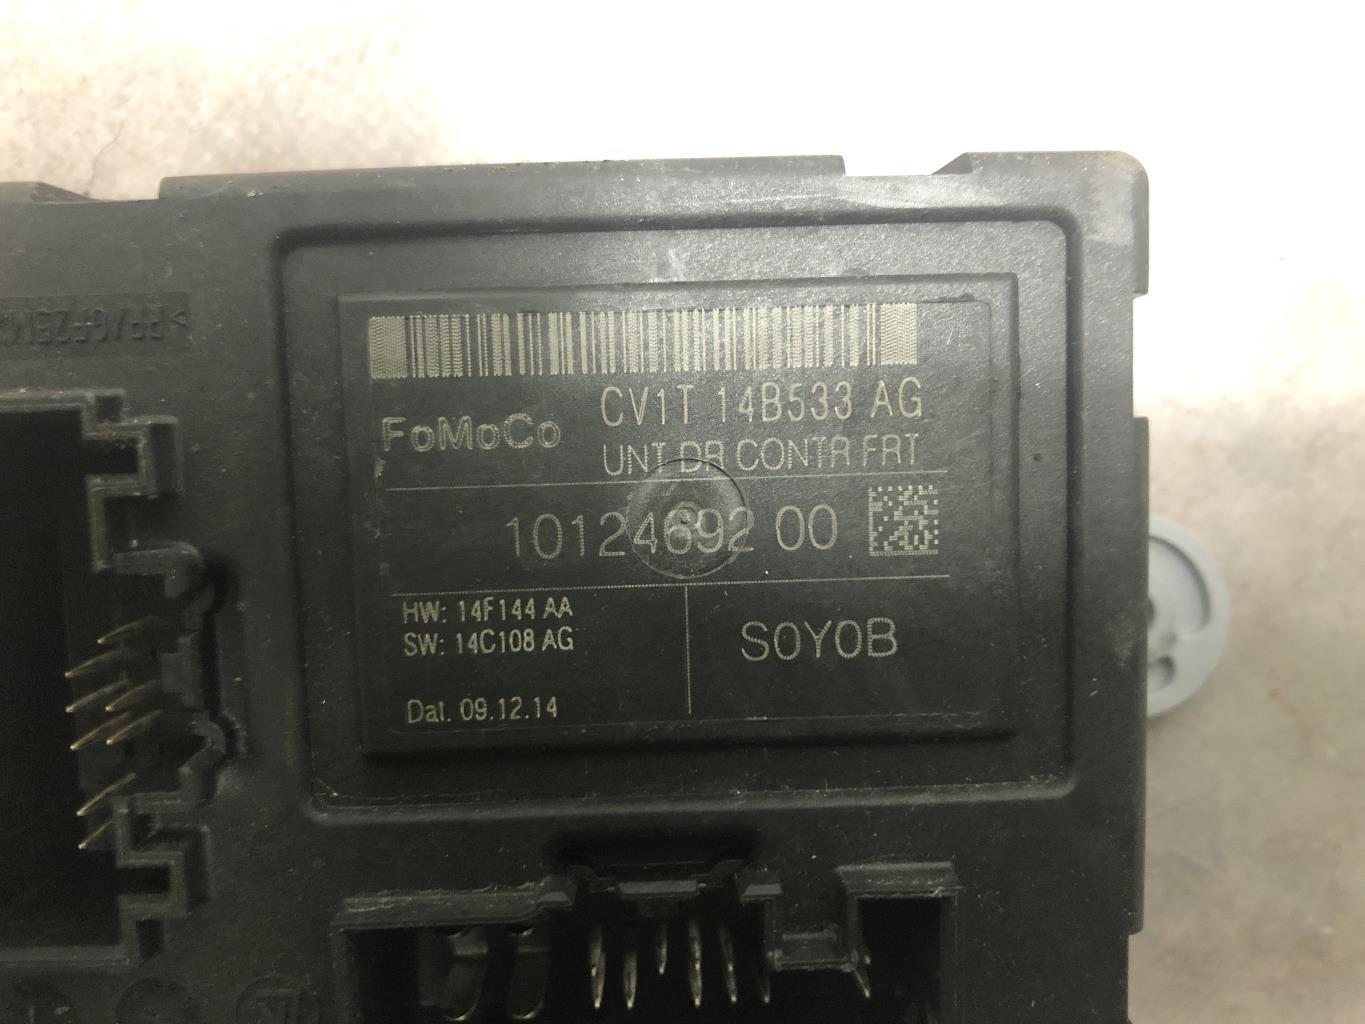 CV1T 14B533 AG
FoMoCo
UNT DR CONTR FRT
10124692 00
HW: 14F144 AA
SW: 14C108 AG
S0Y0B
Dat. 09.12.14